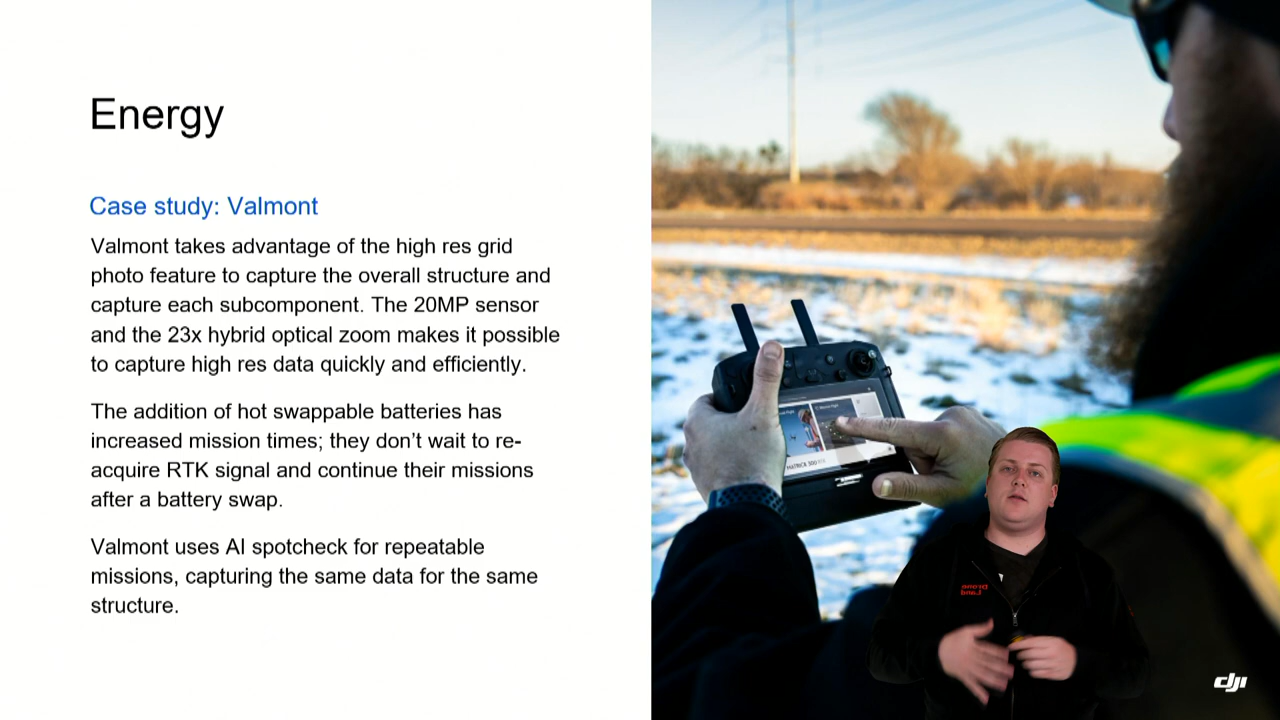 Energy
Case study: Valmont
Valmont takes advantage of the high res grid
photo feature to capture the overall structure and
capture each subcomponent. The 20MP sensor
and the 23x hybrid optical zoom makes it possible
to capture high res data quickly and efficiently.
The addition of hot swappable batteries has
increased mission times; they don’t wait to re-
acquire RTK signal and continue their missions
after a battery swap.
Valmont uses AI spotcheck for repeatable
missions, capturing the same data for the same
structure.
MATRICE 300
Drone
Land
dji